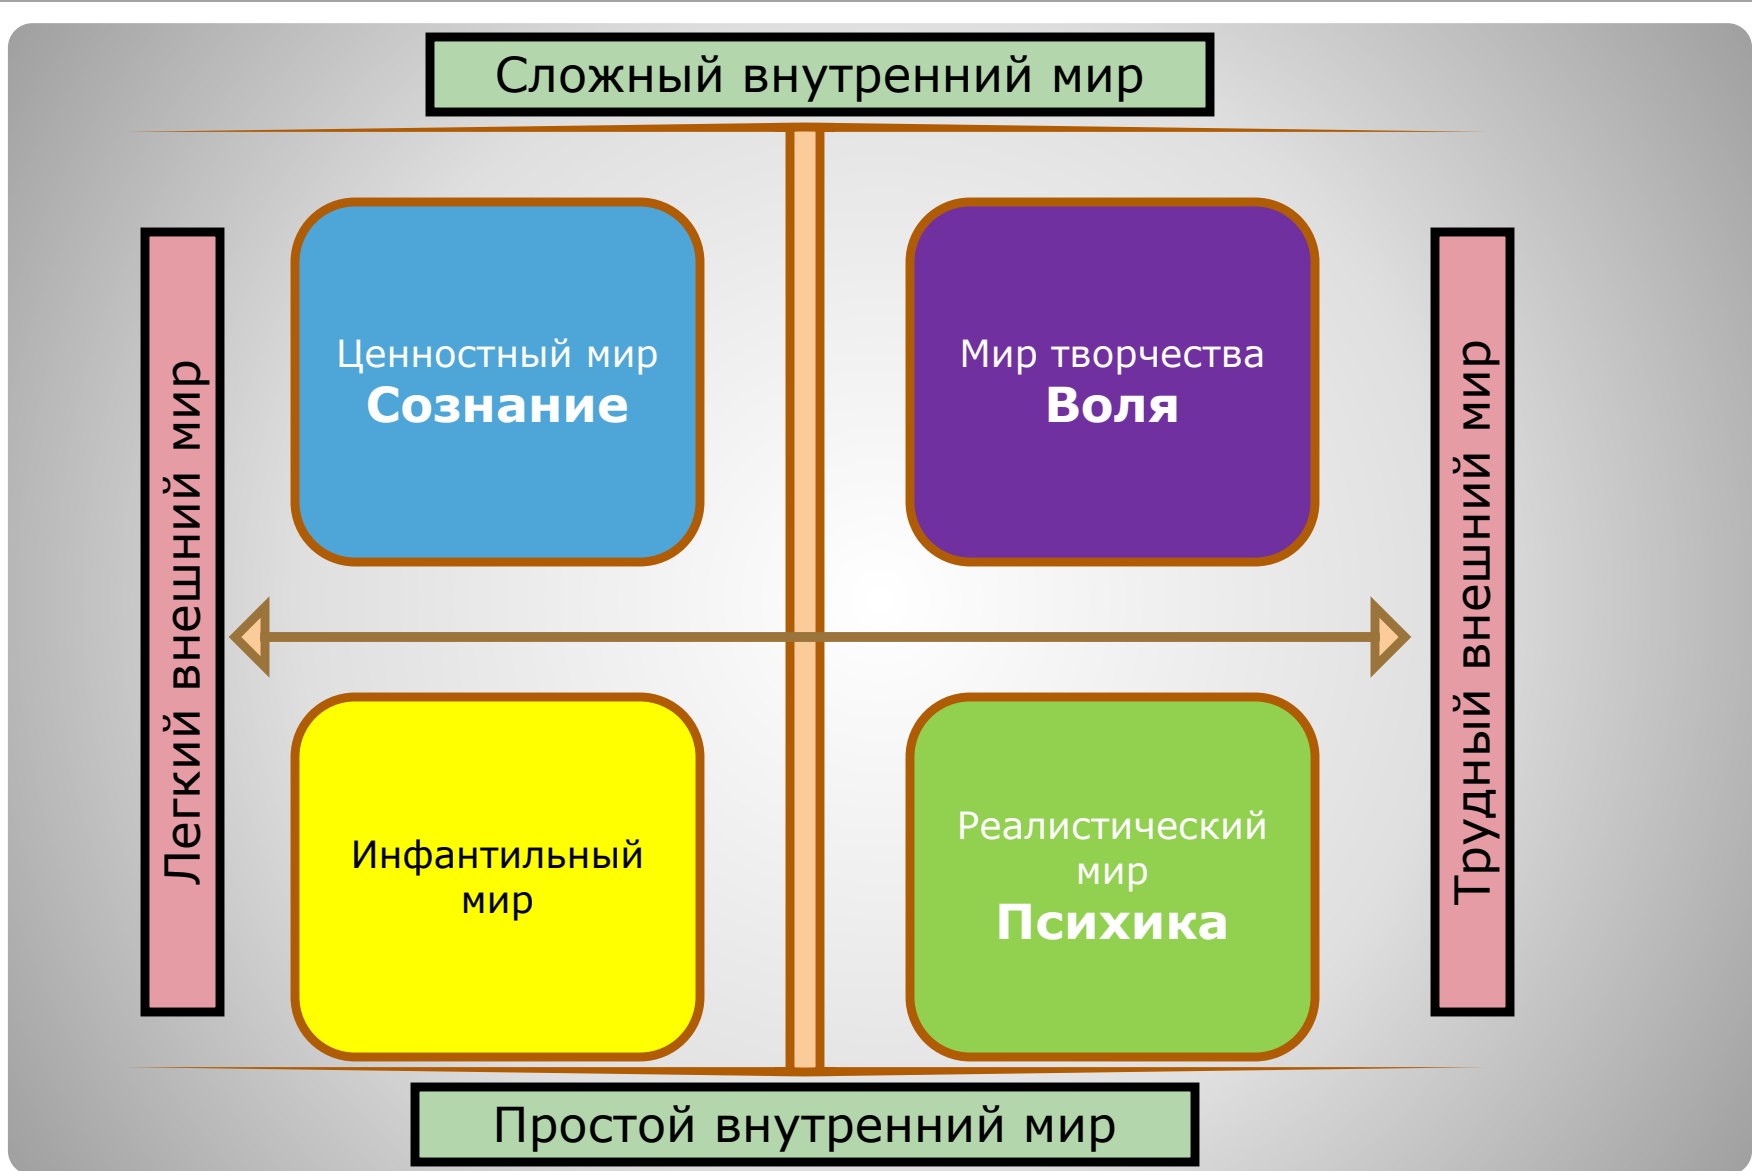 Сложный внутренний мир
Легкий внешний мир
Ценностный мир
Сознание
Мир творчества
Воля
Трудный внешний мир
Инфантильный
мир
Реалистический
мир
Психика
Простой внутренний мир